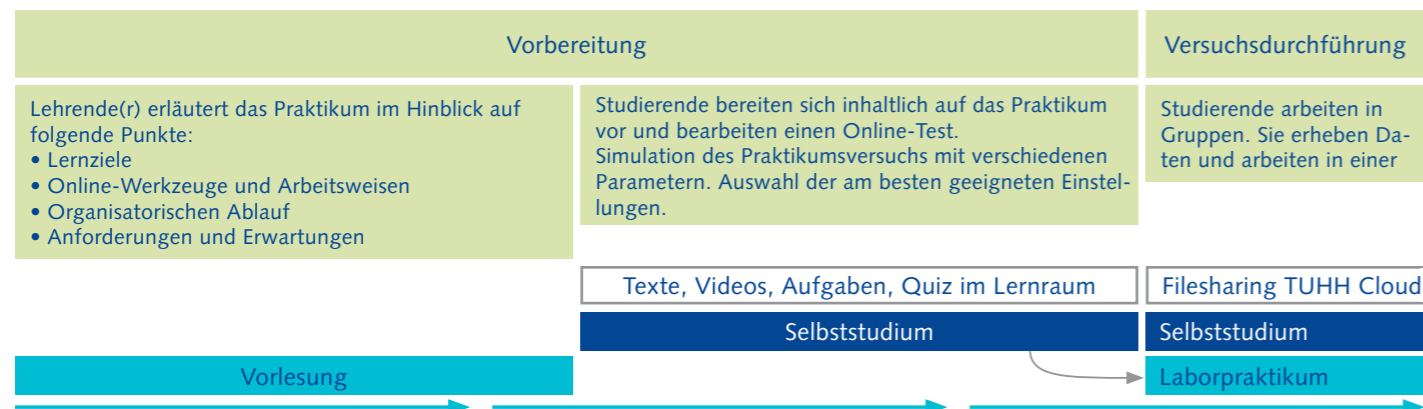 Vorbereitung
Versuchsdurchführung
Lehrende(r) erläutert das Praktikum im Hinblick auf
folgende Punkte:
• Lernziele
• Online-Werkzeuge und Arbeitsweisen
• Organisatorischen Ablauf
• Anforderungen und Erwartungen
Studierende bereiten sich inhaltlich auf das Praktikum
vor und bearbeiten einen Online-Test.
Simulation des Praktikumsversuchs mit verschiedenen
Parametern. Auswahl der am besten geeigneten Einstel-
lungen.
Studierende arbeiten in
Gruppen. Sie erheben Da-
ten und arbeiten in einer
Texte, Videos, Aufgaben, Quiz im Lernraum
Filesharing TUHH Cloud
Selbststudium
Selbststudium
Vorlesung
Laborpraktikum